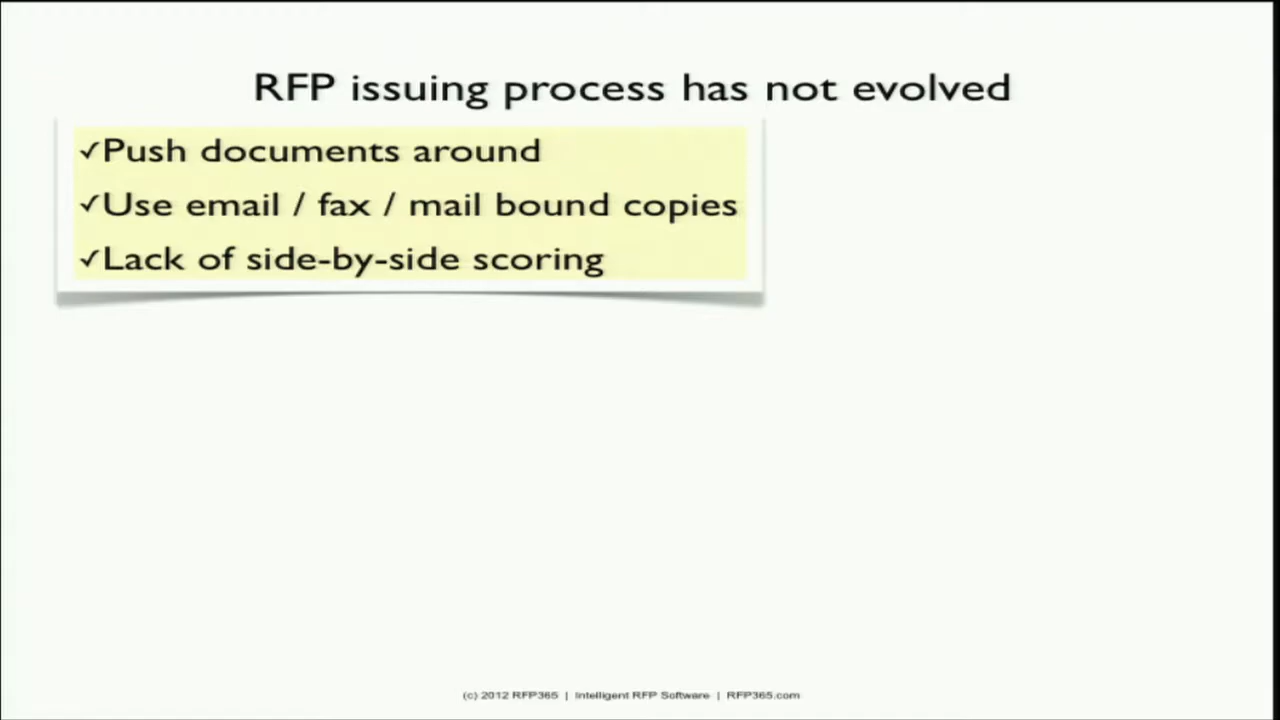 RFP issuing process has not evolved
✓Push documents around
✓Use email / fax / mail bound copies
✓Lack of side-by-side scoring
(c) 2012 RFP365 | Intelligent RFP Software | RFP365.com